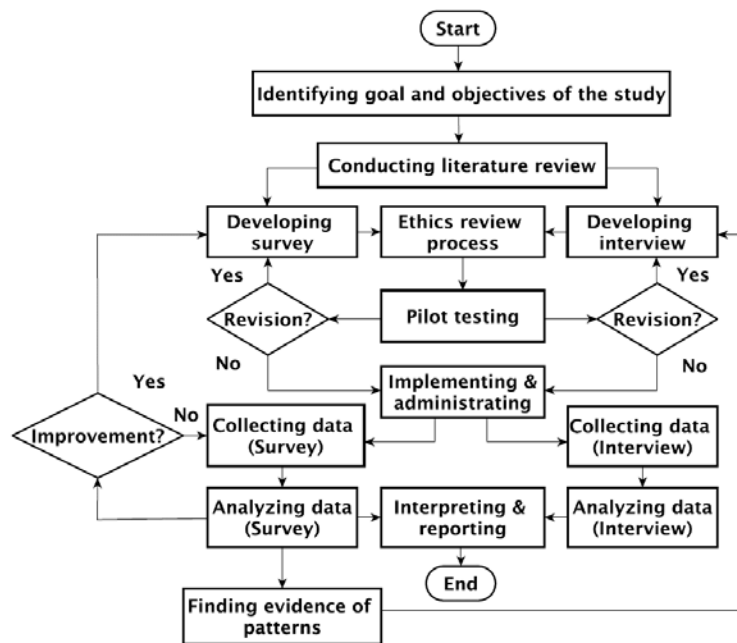 Start
Identifying goal and objectives of the study
Conducting literature review
Developing
survey
Ethics review
process
Developing
interview
Yes
Yes
Revision?
Pilot testing
Revision?
No
No
Implementing &
administrating
Yes
No
Improvement?
Collecting data
(Survey)
Collecting data
(Interview)
Analyzing data
(Survey)
Interpreting &
reporting
Analyzing data
(Interview)
End
Finding evidence of
patterns